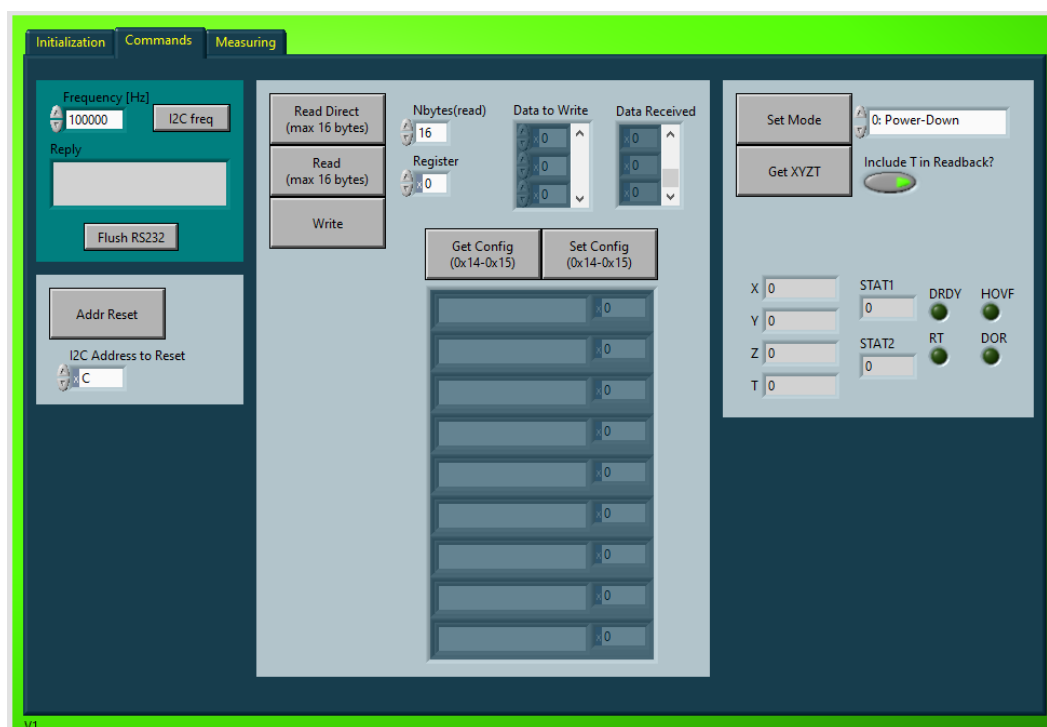 Initialization
Commands
Measuring
Frequency [Hz]
100000
I2C freq
Reply
Flush RS232
Addr Reset
I2C Address to Reset
x C
Read Direct
(max 16 bytes)
Read
(max 16 bytes)
Write
Nbytes(read)
16
Register
x 0
Data to Write
x 0
x 0
x 0
Data Received
x 0
x 0
x 0
Get Config
(0x14-0x15)
Set Config
(0x14-0x15)
x 0
x 0
x 0
x 0
x 0
x 0
x 0
x 0
x 0
Set Mode
0: Power-Down
Get XYZT
Include T in Readback?
X 0
Y 0
Z 0
T 0
STAT1
0
STAT2
0
DRDY
HOVF
RT
DOR
V1